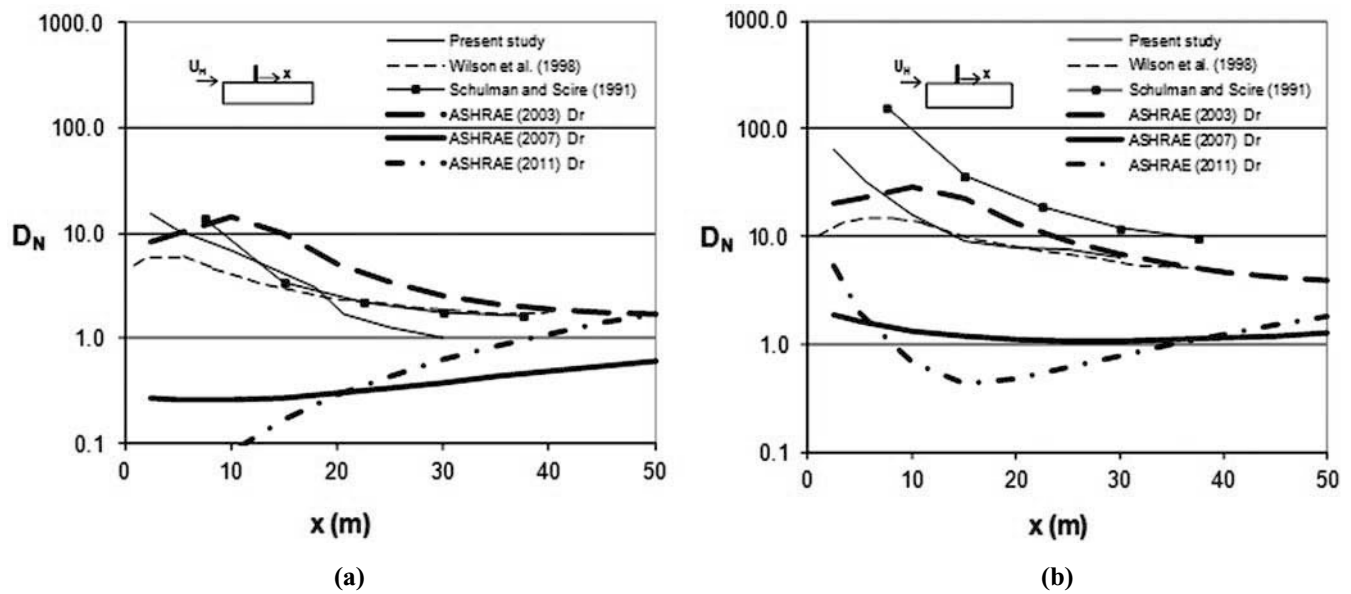 1000.0
100.0
10.0
1.0
0.1
D_N
0 10 20 30 40 50
x (m)
U_H
x
Present study
Wilson et al. (1998)
Schulman and Scire (1991)
ASHRAE (2003) Dr
ASHRAE (2007) Dr
ASHRAE (2011) Dr
(a)
1000.0
100.0
10.0
1.0
0.1
D_N
0 10 20 30 40 50
x (m)
U_H
x
Present study
Wilson et al. (1998)
Schulman and Scire (1991)
ASHRAE (2003) Dr
ASHRAE (2007) Dr
ASHRAE (2011) Dr
(b)